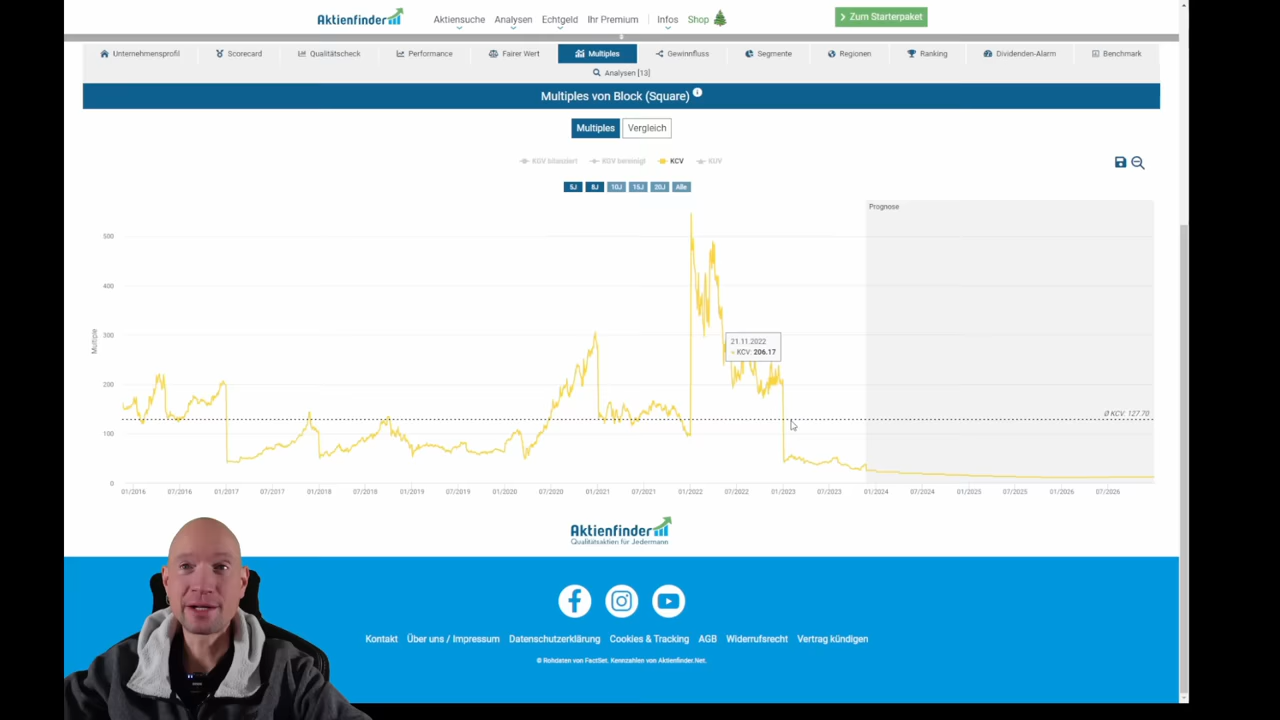 Aktienfinder
Aktiensuche Analysen Echtgeld Ihr Premium Infos Shop
Zum Starterpaket
Unternehmensprofil Scorecard Qualitätscheck Performance Fairer Wert Multiples Gewinnfluss Segmente Regionen Ranking Dividenden-Alarm Benchmark
Analysen [13]
Multiples von Block (Square)
Multiples Vergleich
KGV bilanziert KGV bereinigt KCV KUV
5J 8J 10J 15J 20J Alle
Prognose
500
400
300
200
100
0
Multiple
21.11.2022
KCV: 206.17
Ø KCV: 127.70
01/2016 07/2016 01/2017 07/2017 01/2018 07/2018 01/2019 07/2019 01/2020 07/2020 01/2021 07/2021 01/2022 07/2022 01/2023 07/2023 01/2024 07/2024 01/2025 07/2025 01/2026 07/2026
Aktienfinder
Qualitätsaktien für Jedermann
Kontakt Über uns / Impressum Datenschutzerklärung Cookies & Tracking AGB Widerrufsrecht Vertrag kündigen
© Rohdaten von FactSet. Kennzahlen von Aktienfinder.Net.